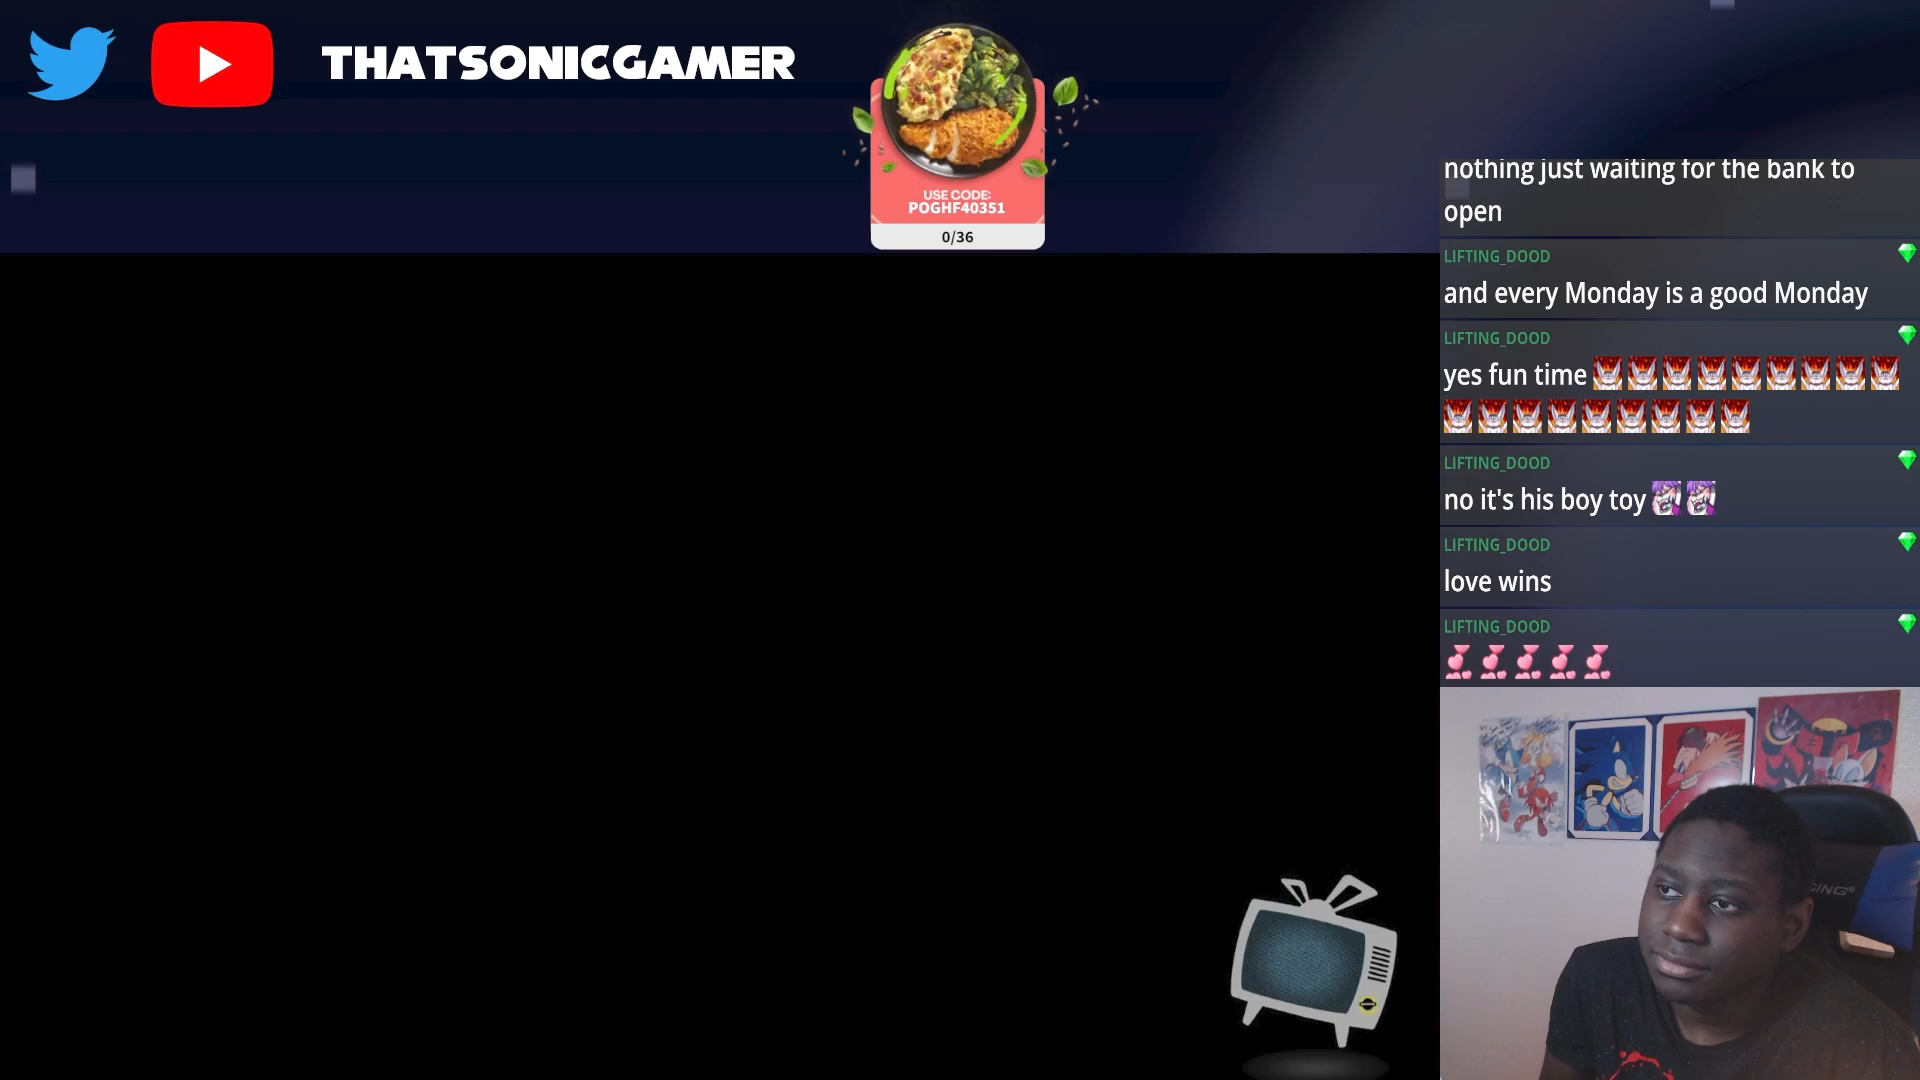 THATSONICGAMER
USE CODE:
POGHF40351
0/36
nothing just waiting for the bank to
open
LIFTING_DOOD
and every Monday is a good Monday
LIFTING_DOOD
yes fun time
LIFTING_DOOD
no it's his boy toy
LIFTING_DOOD
love wins
LIFTING_DOOD